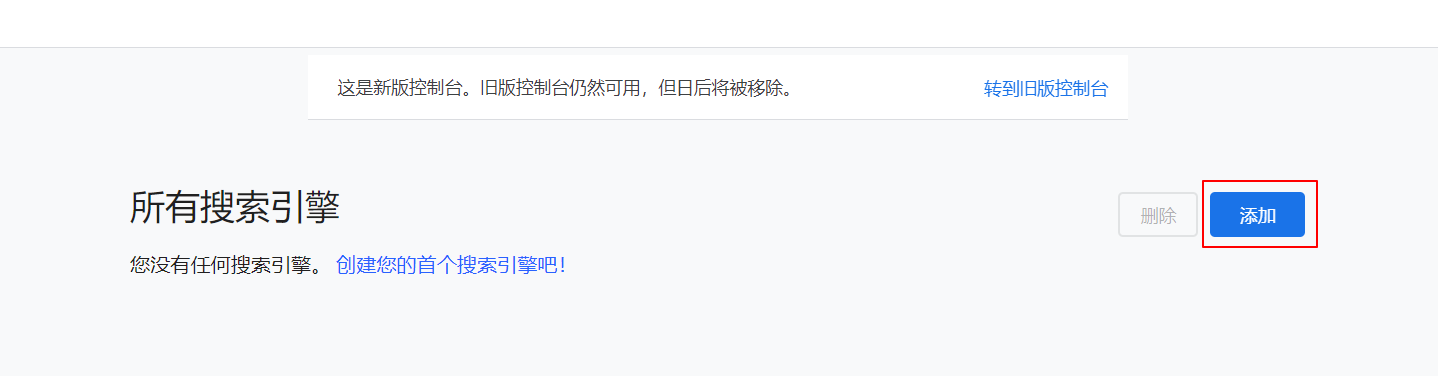 这是新版控制台。旧版控制台仍然可用，但日后将被移除。 转到旧版控制台
所有搜索引擎 删除 添加
您没有任何搜索引擎。 创建您的首个搜索引擎吧！